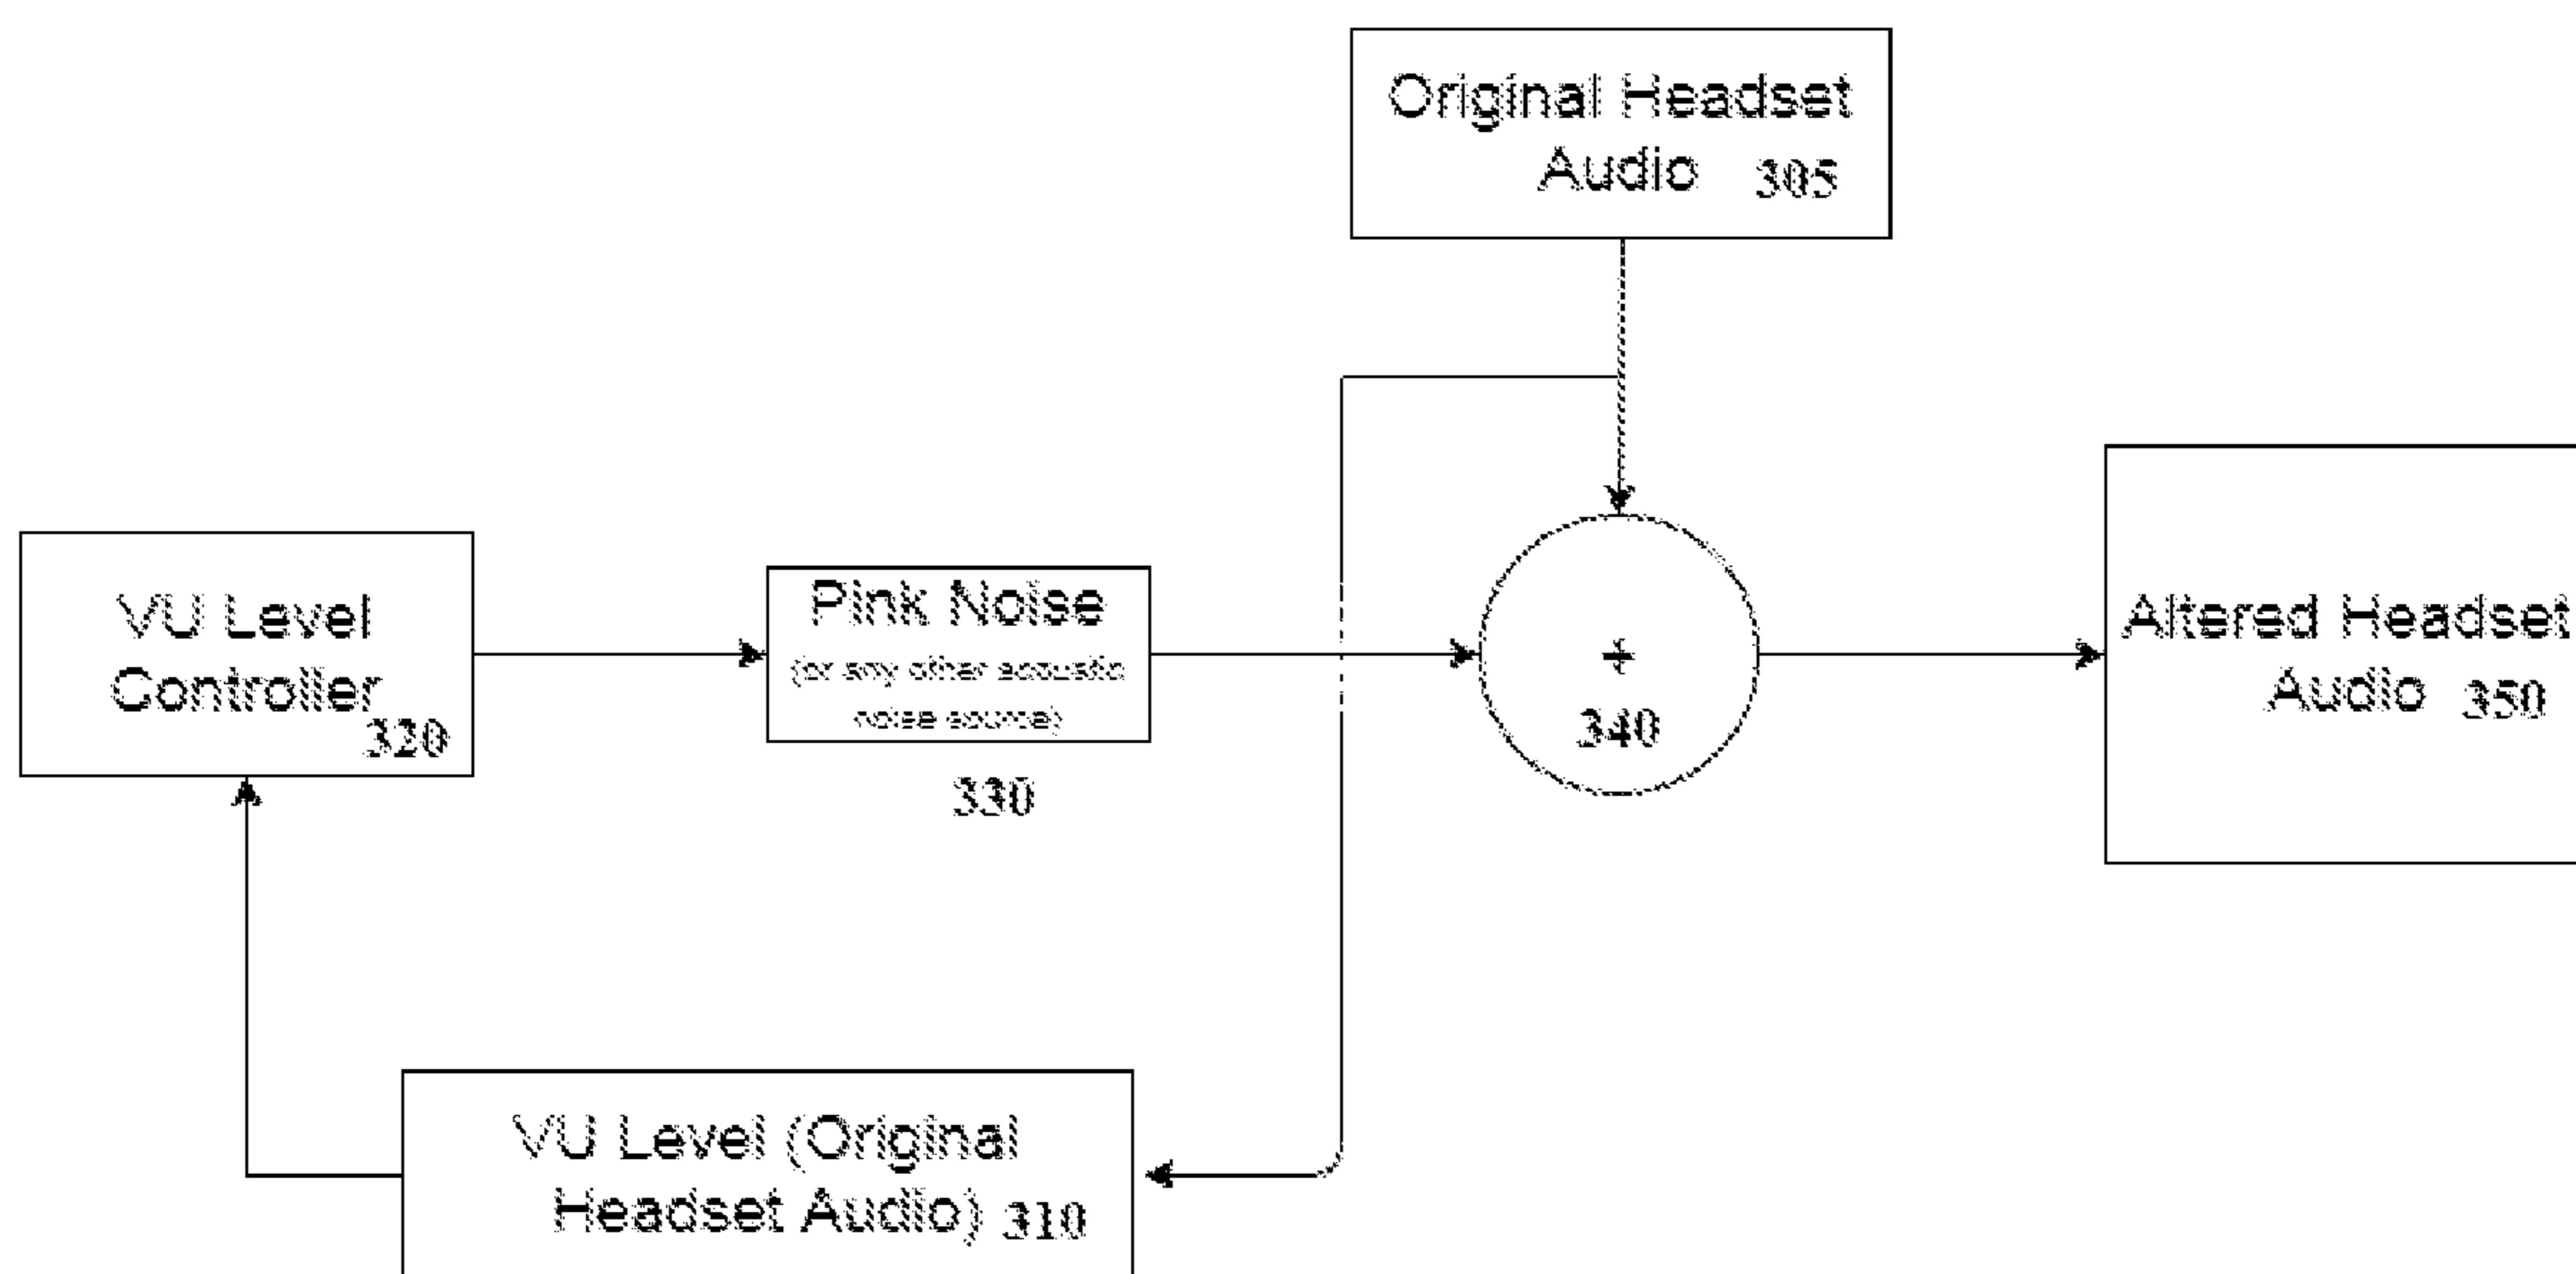 Original Headset
Audio 305
VU Level
Controller
320
Pink Noise
(or any other acoustic
noise source)
330
+
340
Altered Headset
Audio 350
VU Level (Original
Headset Audio) 310